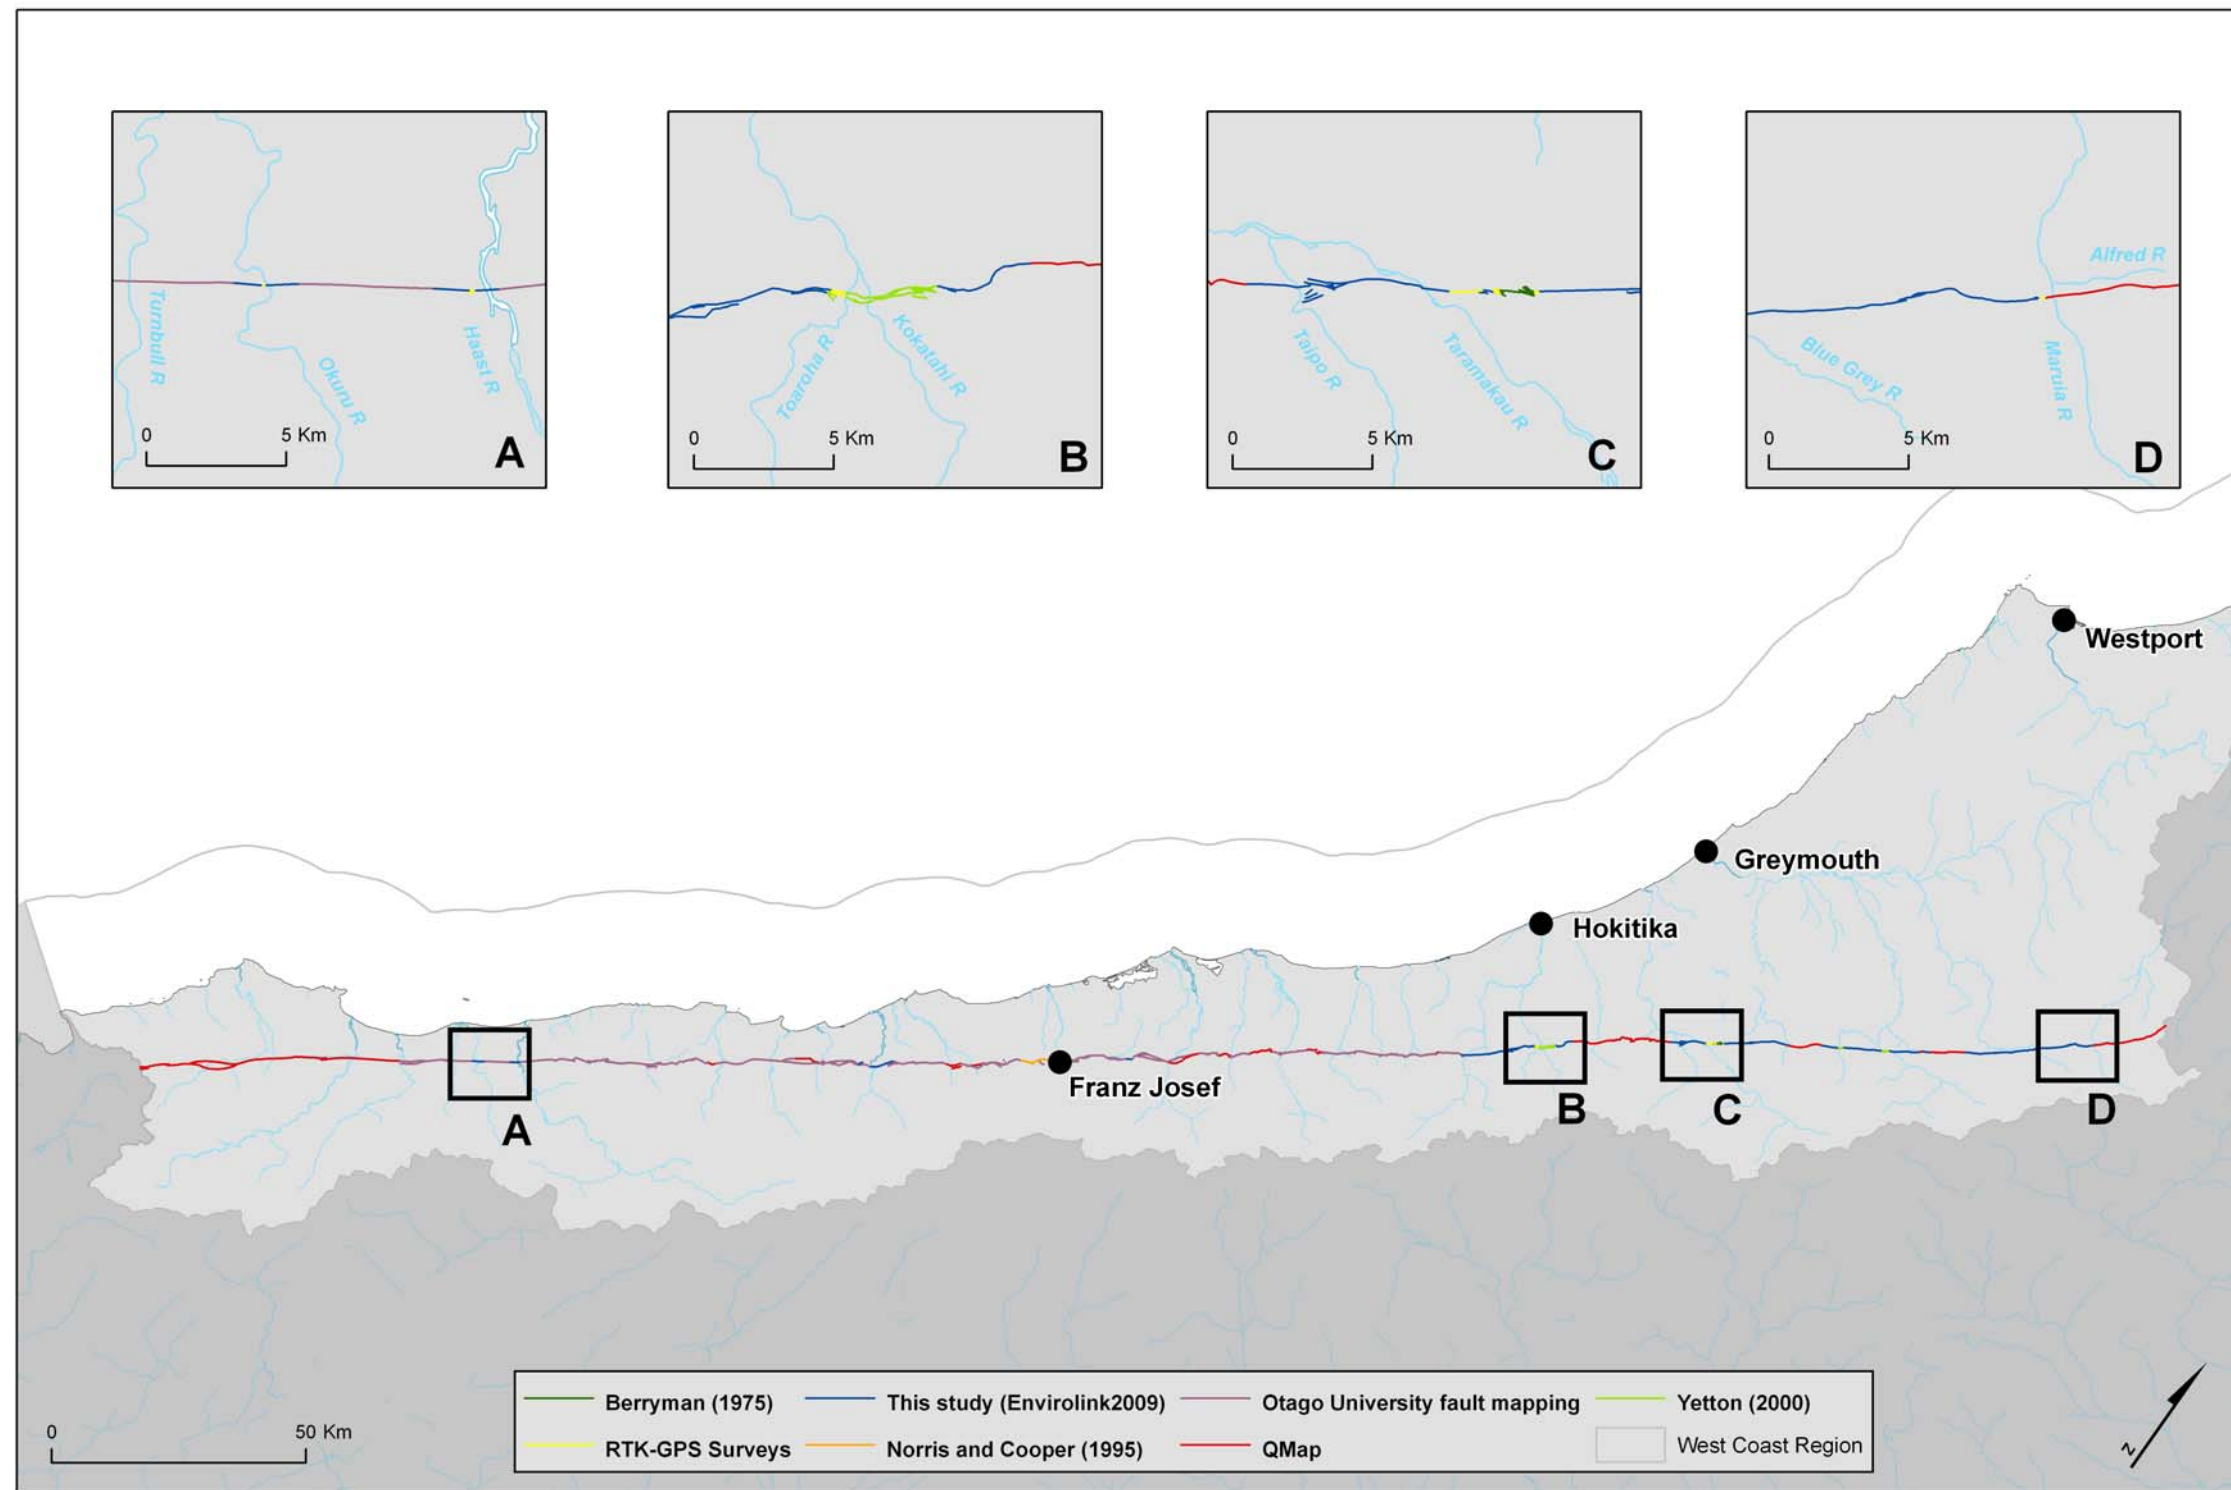 Turnbull R
Okuru R
Haast R
0 5 Km
A
Toaroha R
Kokatahi R
0 5 Km
B
Taipo R
Taramakau R
0 5 Km
C
Blue Grey R
Maruia R
Alfred R
0 5 Km
D
Westport
Greymouth
Hokitika
Franz Josef
A
B
C
D
0 50 Km
Berryman (1975)
This study (Envirolink2009)
Otago University fault mapping
Yetton (2000)
RTK-GPS Surveys
Norris and Cooper (1995)
QMap
West Coast Region
N